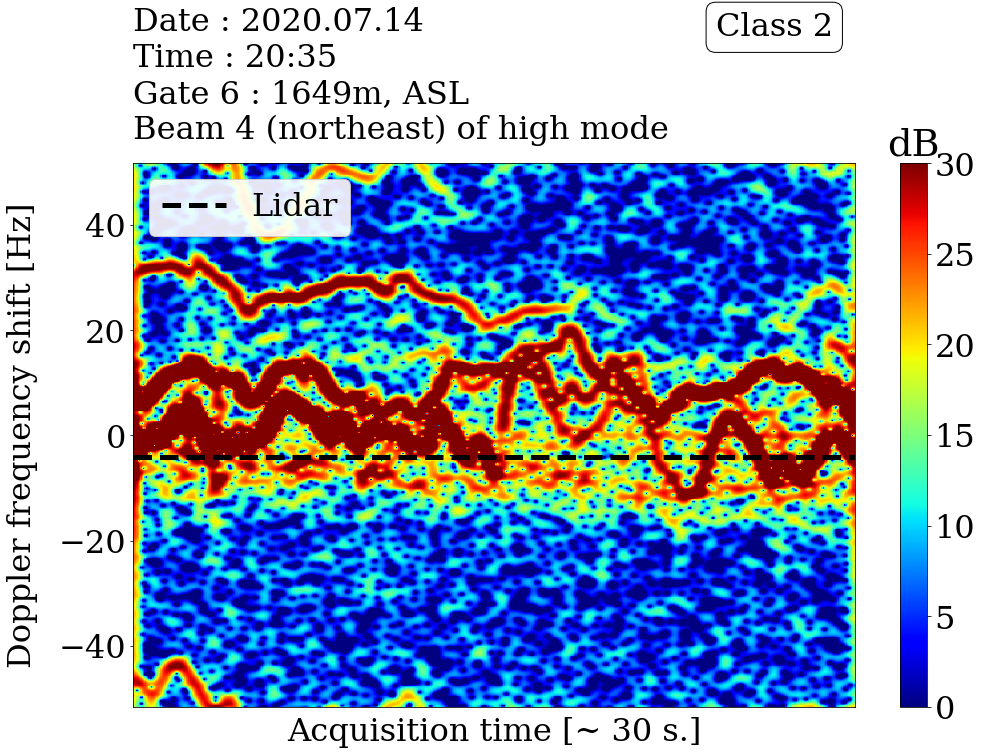 Date : 2020.07.14
Time : 20:35
Gate 6 : 1649m, ASL
Beam 4 (northeast) of high mode
Class 2
dB
Lidar
Doppler frequency shift [Hz]
40
20
0
−20
−40
Acquisition time [~ 30 s.]
30
25
20
15
10
5
0